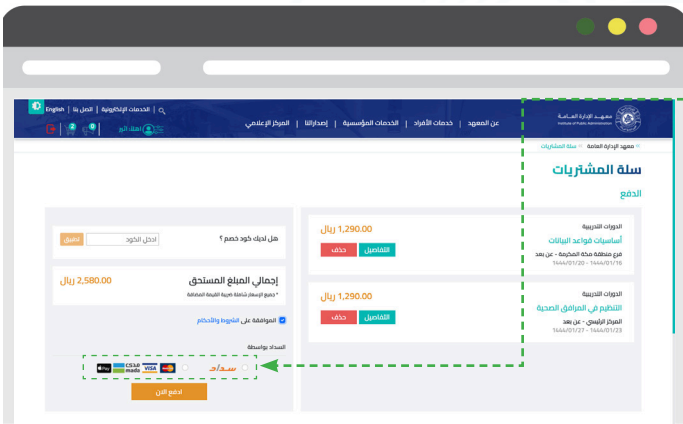 English | اتصل بنا | الخدمات الإلكترونية
معهد الإدارة العامة
Institute of Public Administration
عن المعهد | خدمات الأفراد | الخدمات المؤسسية | إصداراتنا | المركز الإعلامي
2
0
معهد الإدارة العامة » سلة المشتريات
سلة المشتريات
الدفع
الدورات التدريبية
أساسيات قواعد البيانات
فرع منطقة مكة المكرمة - عن بعد
1444/01/20 - 1444/01/16
1,290.00 ريال
التفاصيل
حذف
الدورات التدريبية
التنظيم في المرافق الصحية
المركز الرئيسي - عن بعد
1444/01/27 - 1444/01/23
1,290.00 ريال
التفاصيل
حذف
هل لديك كود خصم ؟
ادخل الكود
تطبيق
إجمالي المبلغ المستحق
2,580.00 ريال
* جميع الإسعار شاملة ضريبة القيمة المضافة
الموافقة على الشروط والأحكام
السداد بواسطة
سداد
VISA
مدى
mada
Pay
ادفع الان